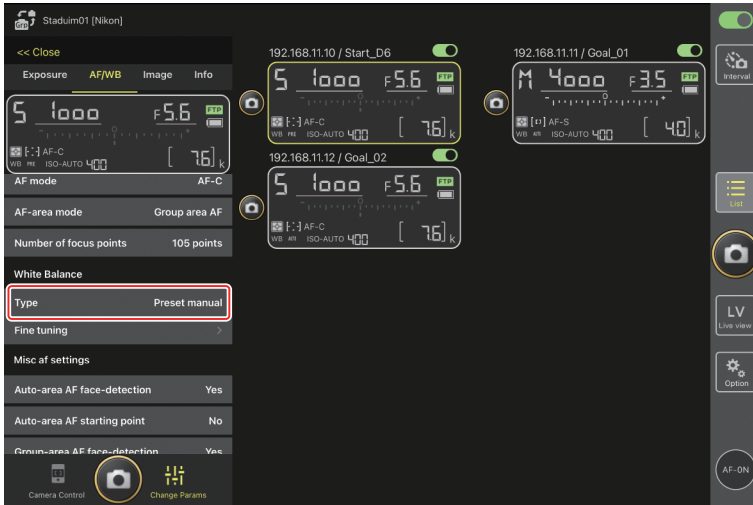 Grp
Staduim01 [Nikon]
<< Close
Exposure AF/WB Image Info
S 1000 F5.6 FTP
AF-C
WB PRE ISO-AUTO 400 [ 7.6] k
AF mode AF-C
AF-area mode Group area AF
Number of focus points 105 points
White Balance
Type Preset manual
Fine tuning >
Misc af settings
Auto-area AF face-detection Yes
Auto-area AF starting point No
Group-area AF face-detection Yes
Camera Control
Change Params
192.168.11.10 / Start_D6
S 1000 F5.6 FTP
AF-C
WB PRE ISO-AUTO 400 [ 7.6] k
192.168.11.11 / Goal_01
M 4000 F3.5 FTP
AF-S
WB ISO-AUTO 400 [ 4.0] k
192.168.11.12 / Goal_02
S 1000 F5.6 FTP
AF-C
WB ISO-AUTO 400 [ 7.6] k
Interval
List
LV
Live view
Option
AF-ON